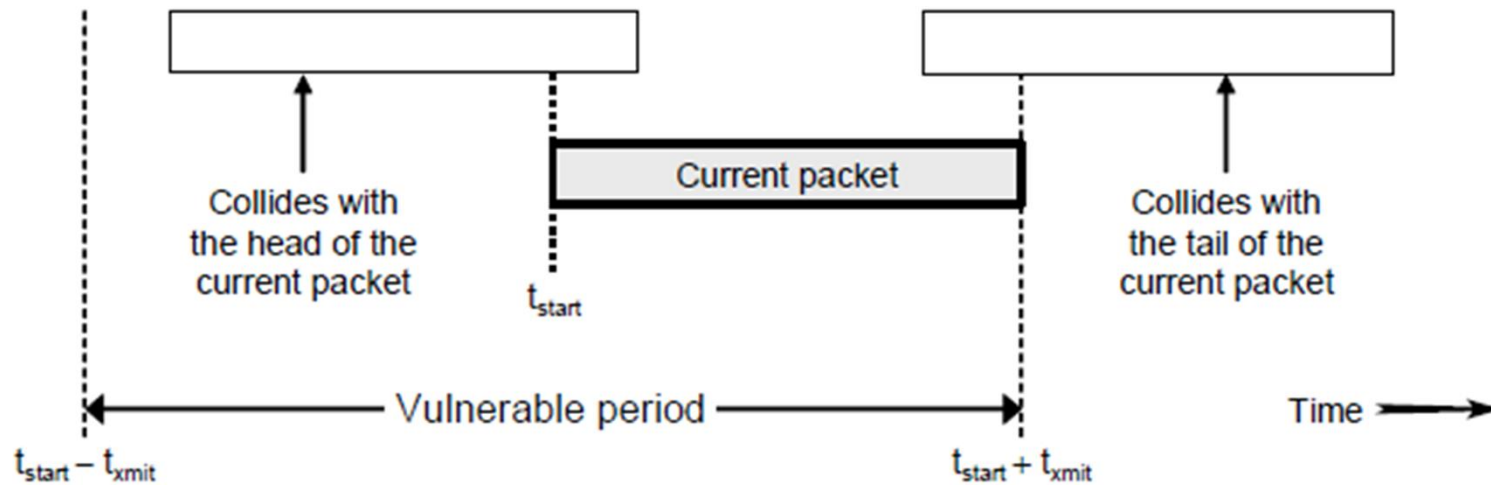 Current packet
Collides with
the head of the
current packet
Collides with
the tail of the
current packet
t_start
Vulnerable period
Time
t_start – t_xmit
t_start + t_xmit